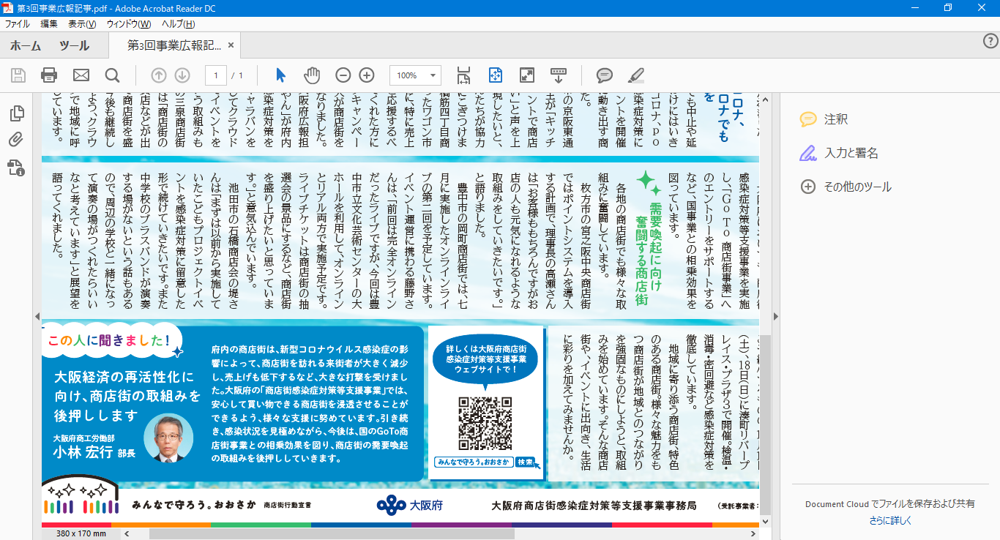 第3回事業広報記事.pdf - Adobe Acrobat Reader DC
ファイル 編集 表示(V) ウィンドウ(W) ヘルプ(H)
ホーム ツール 第3回事業広報記... ×
1 / 1 100%
ロナ、
ロナでも
を
も中止や延
けにはいき
コロナ、po
染症対策に
ントを開催
動き出す商
た。
の京阪東通
生が「キッチ
ントで商店
い」と声を上
現したいと、
たちが協力
にこぎつけま
筋四丁目商
たワゴン市
に、特に売上
応援するべ
くれた方に
キャンペー
が商店街を
なりました。
阪府広報担
やん」が府内
ャラバンを
染症対策を
してクラウド
イベントを
う取組みも
の三泉商店街
は「商店街の
店などが出
商店街を盛
後も継続し
よう、クラウ
で地域に呼
ています。
感染症対策等支援事業を実施
し、「Go To 商店街事業」へ
のエントリーをサポートする
など、国事業との相乗効果を
図っています。
需要喚起に向け
奮闘する商店街
各地の商店街でも様々な取
組みに奮闘しています。
枚方市の宮之阪中央商店街
ではポイントシステムを導入
する計画で、理事長の高瀬さん
は「お客様ももちろんですがお
店の人も元気になれるような
取組みをしていきたいです。」
と語りました。
豊中市の岡町商店街では、七
月に実施したオンラインライ
ブの第二回を予定しています。
イベント運営に携わる藤野さ
んは、「前回は完全オンライン
だったライブですが、今回は豊
中市立文化芸術センターの大
ホールを利用して、オンライン
とリアル両方で実施予定です。
ライブチケットは商店街の抽
選会の景品にするなど、商店街
を盛り上げたいと思っていま
す。」と意気込んでいます。
池田市の石橋商店会の堤さ
んは「まずは以前から実施して
いたこどもプロジェクトイベ
ントを感染症対策に留意した
形で続けていきたいです。また
中学校のブラスバンドが演奏
する場がないという話もある
ので、周辺の学校と一緒になっ
て演奏の場がつくれたらいい
なと考えています」と展望を
語ってくれました。
(土)、18日(日)に湊町リバープ
レイス・プラザ3で開催。検温・
消毒・密回避など感染症対策を
徹底しています。
地域に寄り添う商店街、特色
のある商店街。様々な魅力をも
つ商店街が地域とのつながり
を強固なものにしようと、取組
みを始めています。そんな商店
街や、イベントに出向き、生活
に彩りを加えてみませんか。
詳しくは大阪府商店街
感染症対策等支援事業
ウェブサイトで!
みんなで守ろう。おおさか 検索
この人に聞きました!
大阪経済の再活性化に
向け、商店街の取組みを
後押しします
大阪府商工労働部
小林 宏行 部長
府内の商店街は、新型コロナウイルス感染症の影
響によって、商店街を訪れる来街者が大きく減少
し、売上げも低下するなど、大きな打撃を受けまし
た。大阪府の「商店街感染症対策等支援事業」では、
安心して買い物できる商店街を浸透させることが
できるよう、様々な支援に努めています。引き続
き、感染状況を見極めながら、今後は、国のGoTo商
店街事業との相乗効果を図り、商店街の需要喚起
の取組みを後押ししていきます。
みんなで守ろう。おおさか 商店街行動宣言
大阪府
大阪府商店街感染症対策等支援事業事務局 (受託事業者:
380 x 170 mm
注釈
入力と署名
その他のツール
Document Cloud でファイルを保存および共有
さらに詳しく